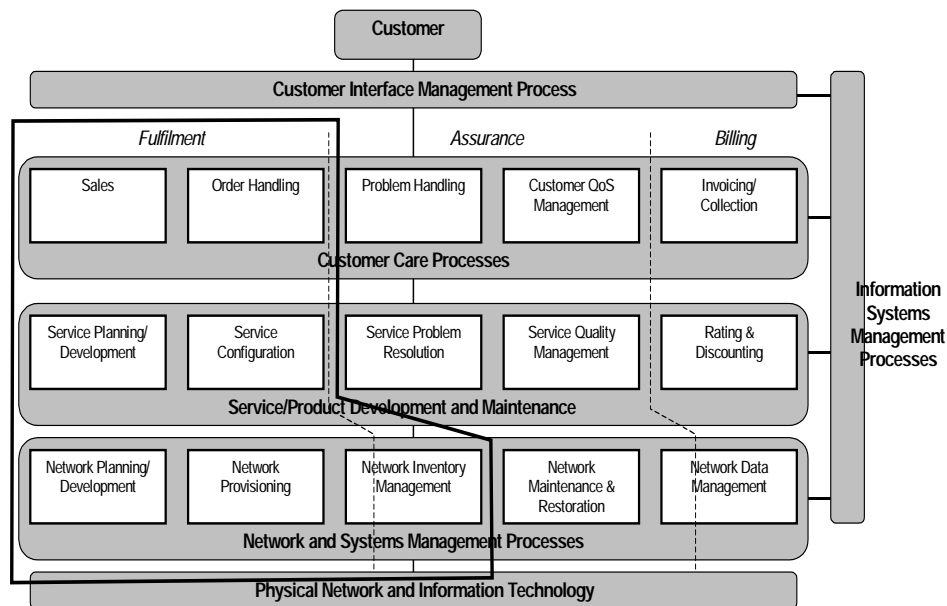 Customer
Customer Interface Management Process
Fulfilment
Assurance
Billing
Sales
Order Handling
Problem Handling
Customer QoS
Management
Invoicing/
Collection
Customer Care Processes
Information
Systems
Management
Processes
Service Planning/
Development
Service
Configuration
Service Problem
Resolution
Service Quality
Management
Rating &
Discounting
Service/Product Development and Maintenance
Network Planning/
Development
Network
Provisioning
Network Inventory
Management
Network
Maintenance &
Restoration
Network Data
Management
Network and Systems Management Processes
Physical Network and Information Technology